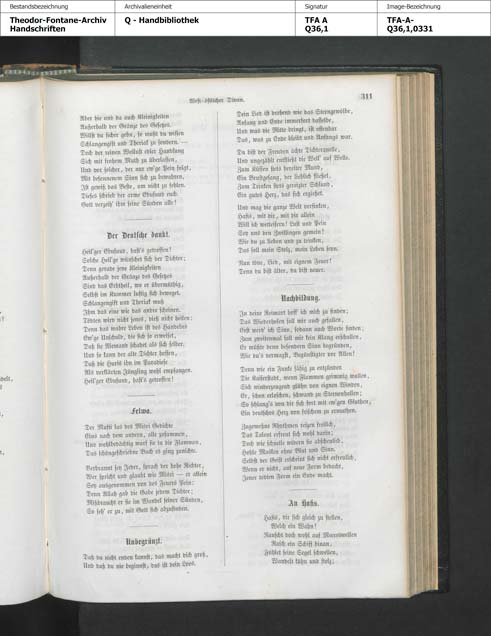 Bestandsbezeichnung
Theodor-Fontane-Archiv
Handschriften
Archivalieneinheit
Q - Handbibliothek
Signatur
TFA A
Q36,1
Image-Bezeichnung
TFA-A-
Q36,1,0331
West-östlicher Divan.
311
Aber hie und da auch Kleinigkeiten
Außerhalb der Gränze des Gesetzes.
Willst du sicher gehn, so mußt du wissen
Schlangengift und Theriak zu sondern. —
Doch der reinen Wollust edler Handlung
Sich mit frohem Muth zu überlassen,
Und vor solcher, der nur ew'ge Pein folgt,
Mit besonnenem Sinn sich zu verwahren,
Ist gewiß das Beste, um nicht zu fehlen.
Dieses schrieb der arme Ebusuud euch.
Gott verzeih' ihm seine Sünden alle!
Der Deutsche dankt.
Heil'ger Ebusuud, hast's getroffen!
Solche Heil'ge wünschet sich der Dichter;
Denn gerade jene Kleinigkeiten
Außerhalb der Gränze des Gesetzes
Sind das Erbtheil, wo er übermüthig,
Selbst im Kummer lustig sich beweget.
Schlangengift und Theriak muß
Ihm das eine wie das andre scheinen.
Tödten wird nicht jenes, dieß nicht heilen:
Denn das wahre Leben ist des Handelns
Ew'ge Unschuld, die sich so erweiset,
Daß sie Niemand schadet als sich selber;
Und so kann der alte Dichter hoffen,
Daß die Huris ihn im Paradiese
Als verklärten Jüngling wohl empfangen.
Heil'ger Ebusuud, hast's getroffen!
Fetwa.
Der Mufti las des Misri Gedichte
Eins nach dem andern, alle zusammen,
Und wohlbedächtig warf sie in die Flammen,
Das schöngeschriebne Buch es ging zunichte.
Verbrannt sey Jeder, sprach der hohe Richter,
Wer spricht und glaubt wie Misri — er allein
Sey ausgenommen von des Feuers Pein:
Denn Allah gab die Gabe jedem Dichter;
Mißbraucht er sie im Wandel seiner Sünden,
So seh' er zu, mit Gott sich abzufinden.
Unbegränzt.
Daß du nicht enden kannst, das macht dich groß,
Und daß du nie beginnst, das ist dein Loos.
Dein Lied ist drehend wie das Sterngewölbe,
Anfang und Ende immerfort dasselbe,
Und was die Mitte bringt, ist offenbar
Das, was zu Ende bleibt und Anfangs war.
Du bist der Freuden ächte Dichterquelle,
Und ungezählt entfließt dir Well' auf Welle.
Zum Küssen stets bereiter Mund,
Ein Brustgesang, der lieblich fließet,
Zum Trinken stets gereizter Schlund,
Ein gutes Herz, das sich ergießet.
Und mag die ganze Welt versinken,
Hafis, mit dir, mit dir allein
Will ich wetteifern! Lust und Pein
Sey uns den Zwillingen gemein!
Wie du zu lieben und zu trinken,
Das soll mein Stolz, mein Leben seyn.
Nun töne, Lied, mit eignem Feuer!
Denn du bist älter, du bist neuer.
Nachbildung.
In deine Reimart hoff' ich mich zu finden;
Das Wiederholen soll mir auch gefallen,
Erst werd' ich Sinn, sodann auch Worte finden;
Zum zweitenmal soll mir kein Klang erschallen,
Er müßte denn besondern Sinn begründen,
Wie du's vermagst, Begünstigter vor Allen!
Denn wie ein Funke fähig zu entzünden
Die Kaiserstadt, wenn Flammen grimmig wallen,
Sich winderzeugend glühn von eignen Winden,
Er, schon erloschen, schwand zu Sternenhallen;
So schlang's von dir sich fort mit ew'gen Gluthen,
Ein deutsches Herz von frischem zu ermuthen.
Zugemeßne Rhythmen reizen freilich,
Das Talent erfreut sich wohl darin;
Doch wie schnelle widern sie abscheulich,
Hohle Masken ohne Blut und Sinn.
Selbst der Geist erscheint sich nicht erfreulich,
Wenn er nicht, auf neue Form bedacht,
Jener todten Form ein Ende macht.
An Hafis.
Hafis, dir sich gleich zu stellen,
Welch ein Wahn!
Rauscht doch wohl auf Meereswellen
Rasch ein Schiff hinan,
Fühlet seine Segel schwellen,
Wandelt kühn und stolz;